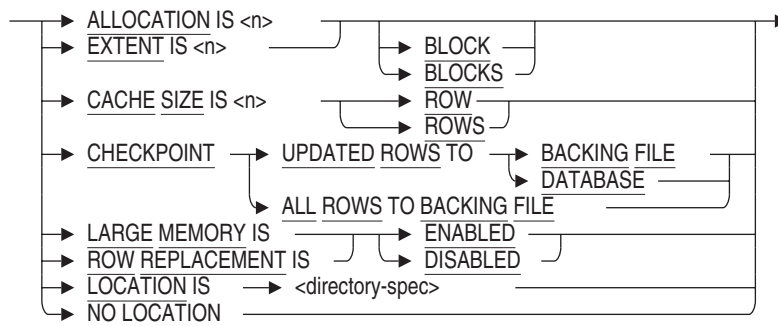 ALLOCATION IS <n>
EXTENT IS <n>
BLOCK
BLOCKS
CACHE SIZE IS <n>
ROW
ROWS
CHECKPOINT
UPDATED ROWS TO
BACKING FILE
DATABASE
ALL ROWS TO BACKING FILE
LARGE MEMORY IS
ENABLED
ROW REPLACEMENT IS
DISABLED
LOCATION IS
<directory-spec>
NO LOCATION